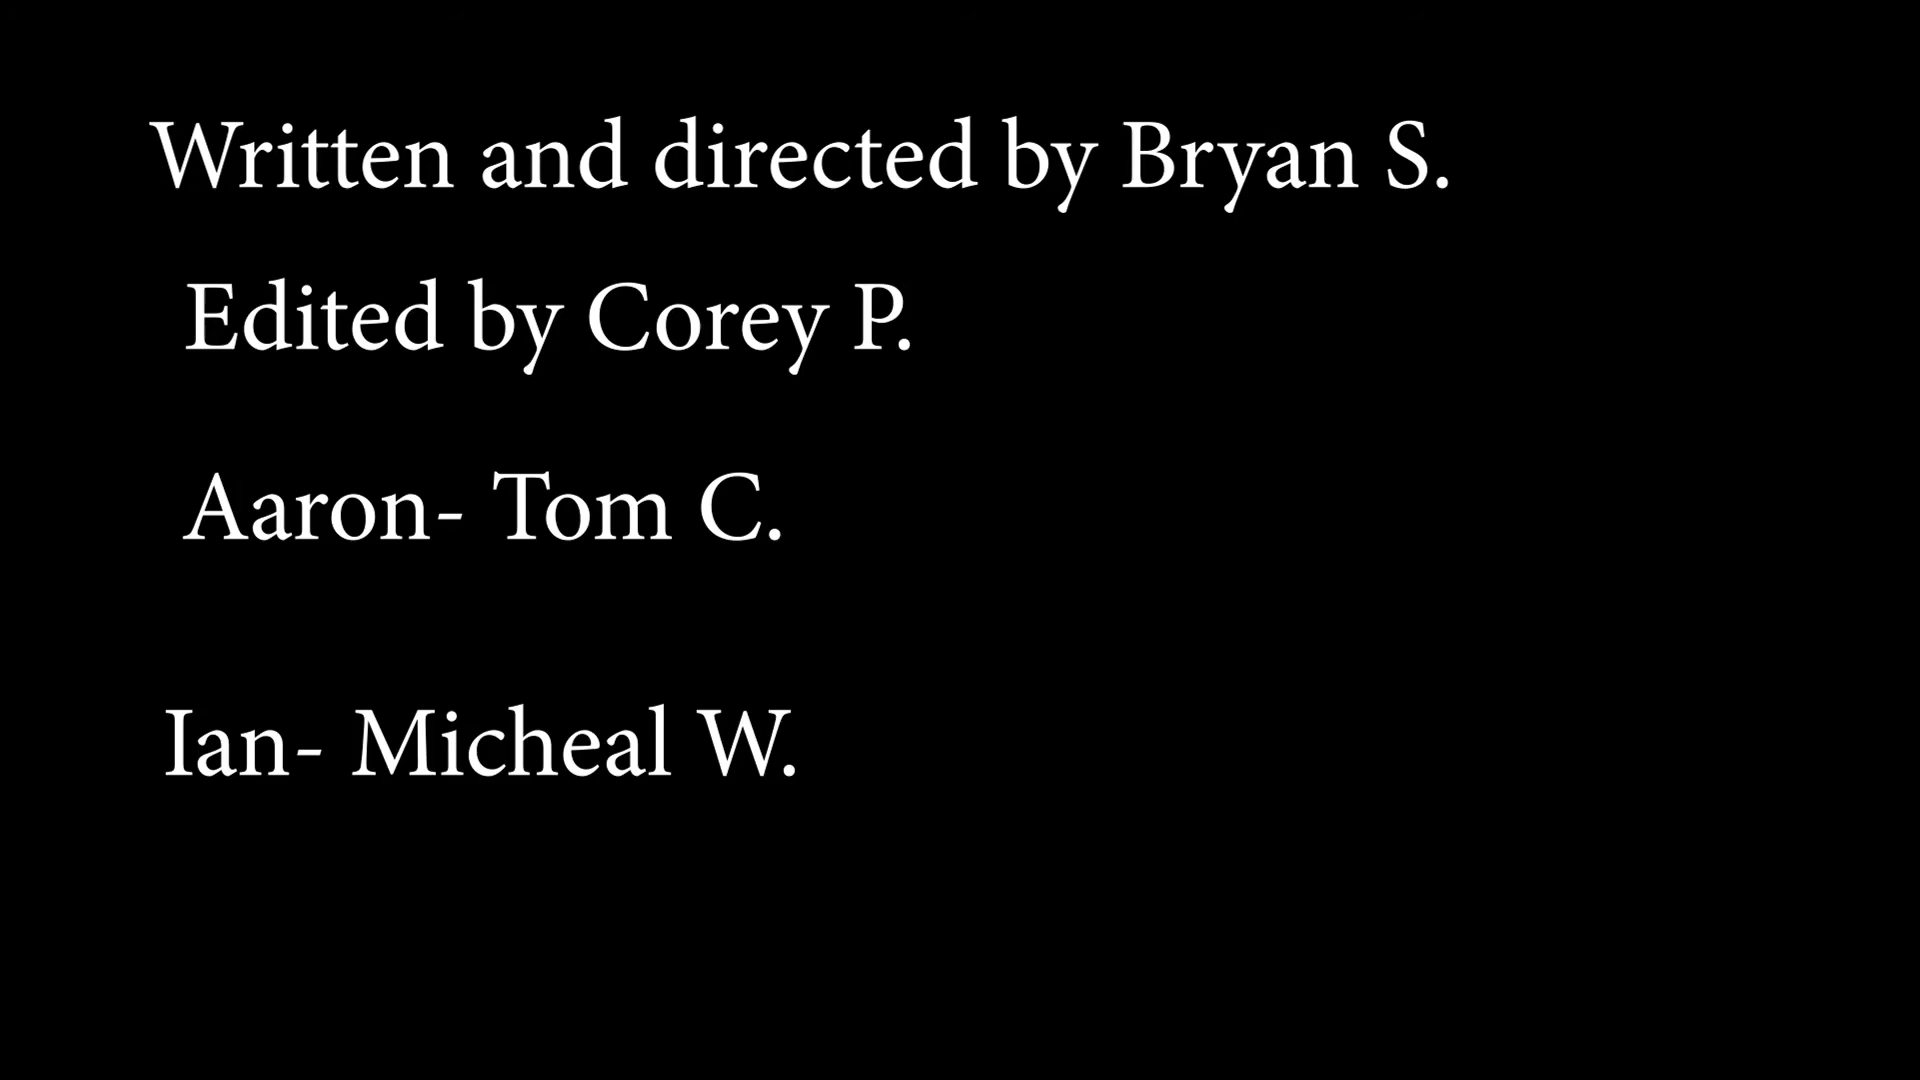 Written and directed by Bryan S.
Edited by Corey P.
Aaron- Tom C.
Ian- Micheal W.